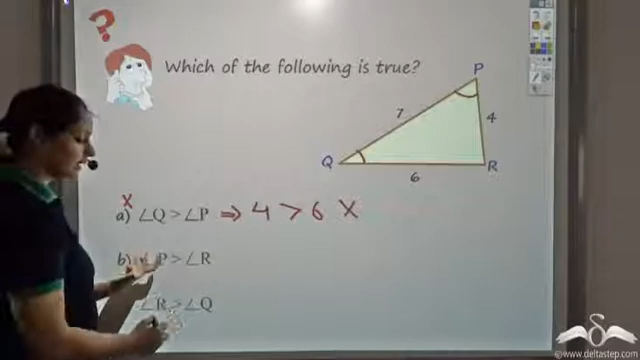 ?
Which of the following is true?
P
7
4
Q
R
6
X
a) ∠Q > ∠P ⇒ 4 > 6 X
b) ∠P > ∠R
∠R > ∠Q
www.deltastep.com